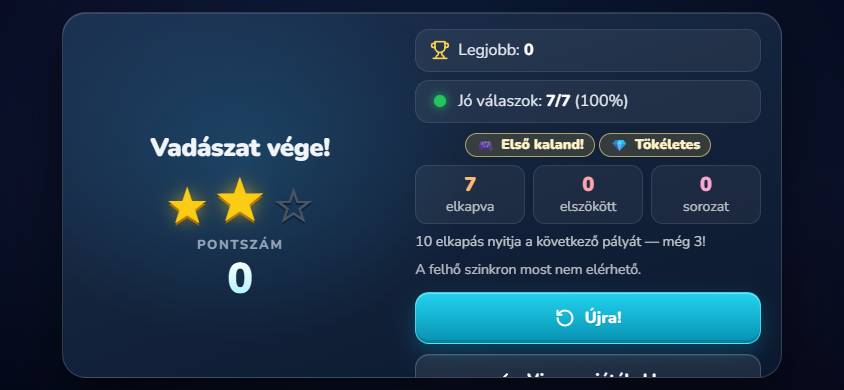 Vadászat vége!
PONTSZÁM
0
Legjobb: 0
Jó válaszok: 7/7 (100%)
Első kaland!
Tökéletes
7
elkapva
0
elszökött
0
sorozat
10 elkapás nyitja a következő pályát — még 3!
A felhő szinkron most nem elérhető.
Újra!